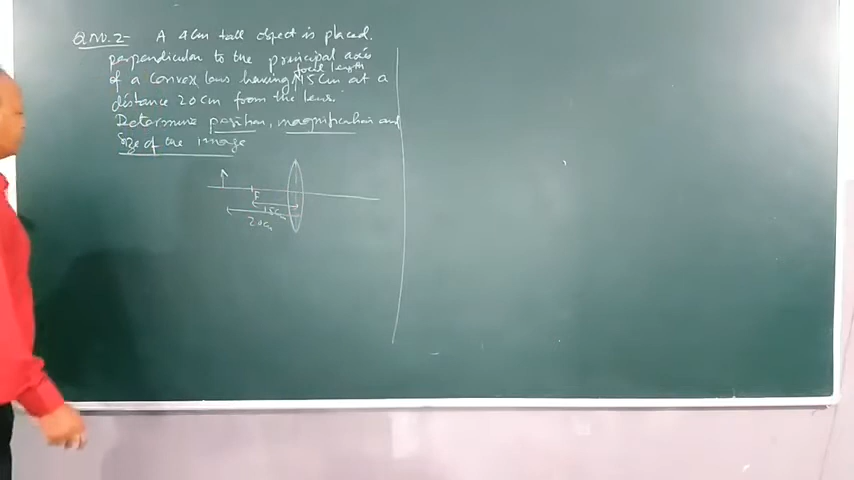 Q.NO.2- A 4cm tall object is placed
perpendicular to the principal axis
of a convex lens having focal length 15cm at a
distance 20cm from the lens.
Determine position, magnification and
Size of the image
F
15cm
20cm